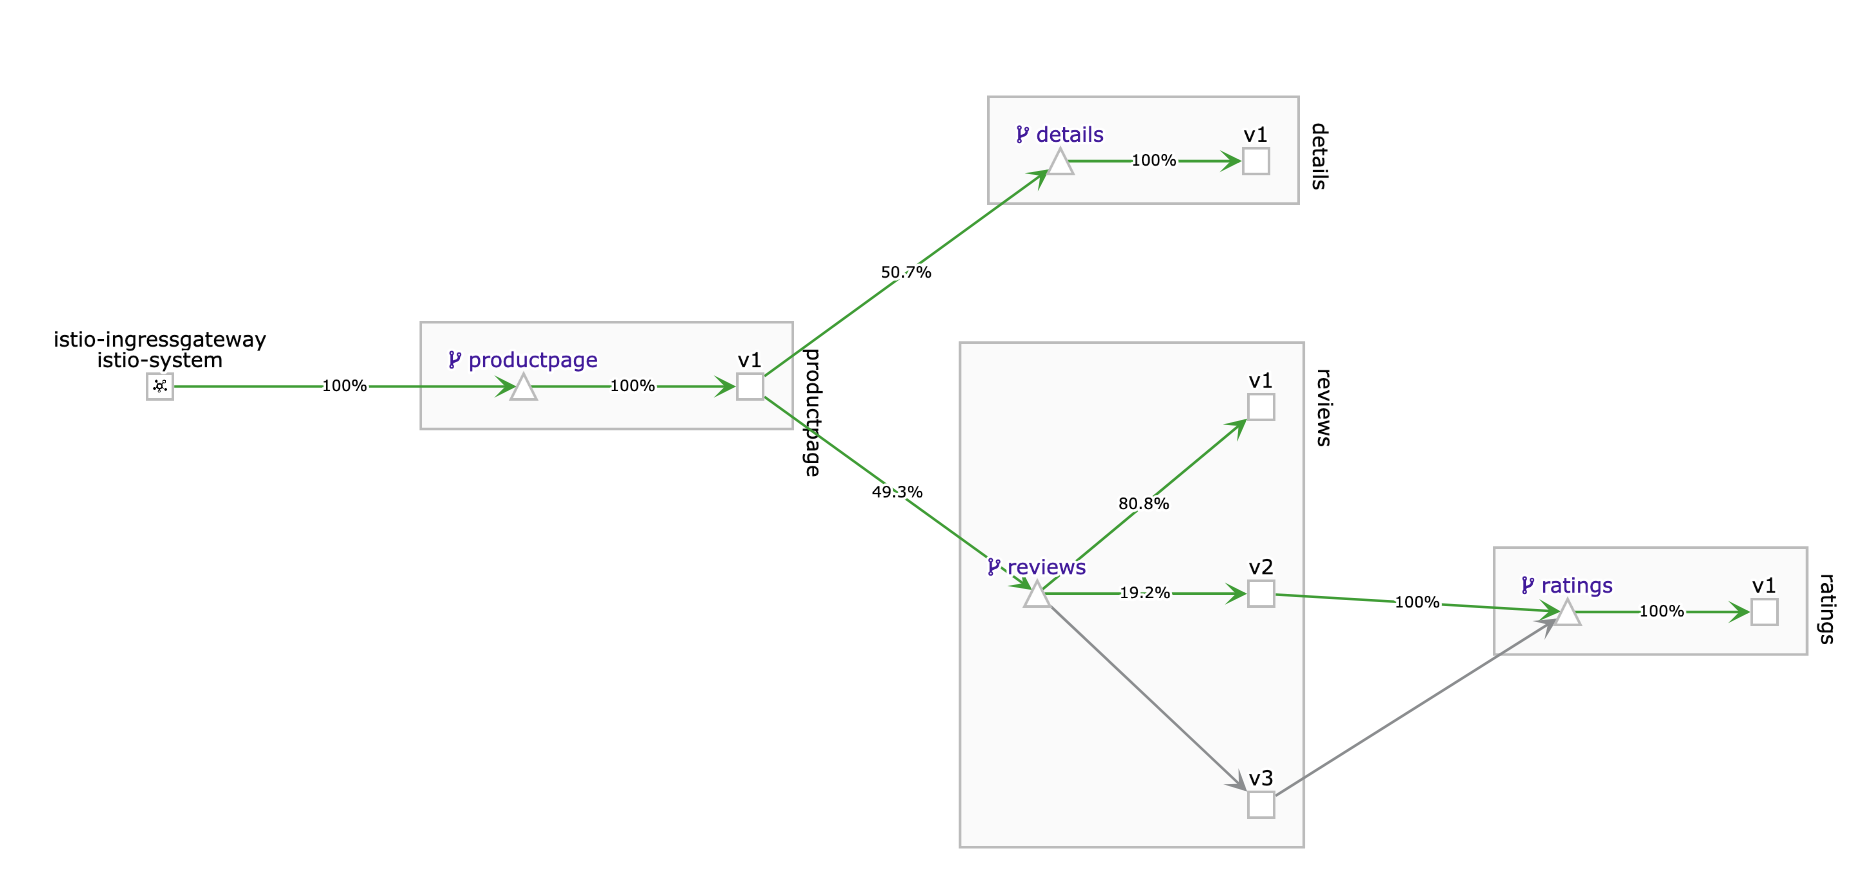 details
v1
details
100%
50.7%
istio-ingressgateway
istio-system
100%
productpage
v1
productpage
100%
49.3%
v1
reviews
80.8%
reviews
v2
19.2%
100%
ratings
v1
ratings
100%
v3